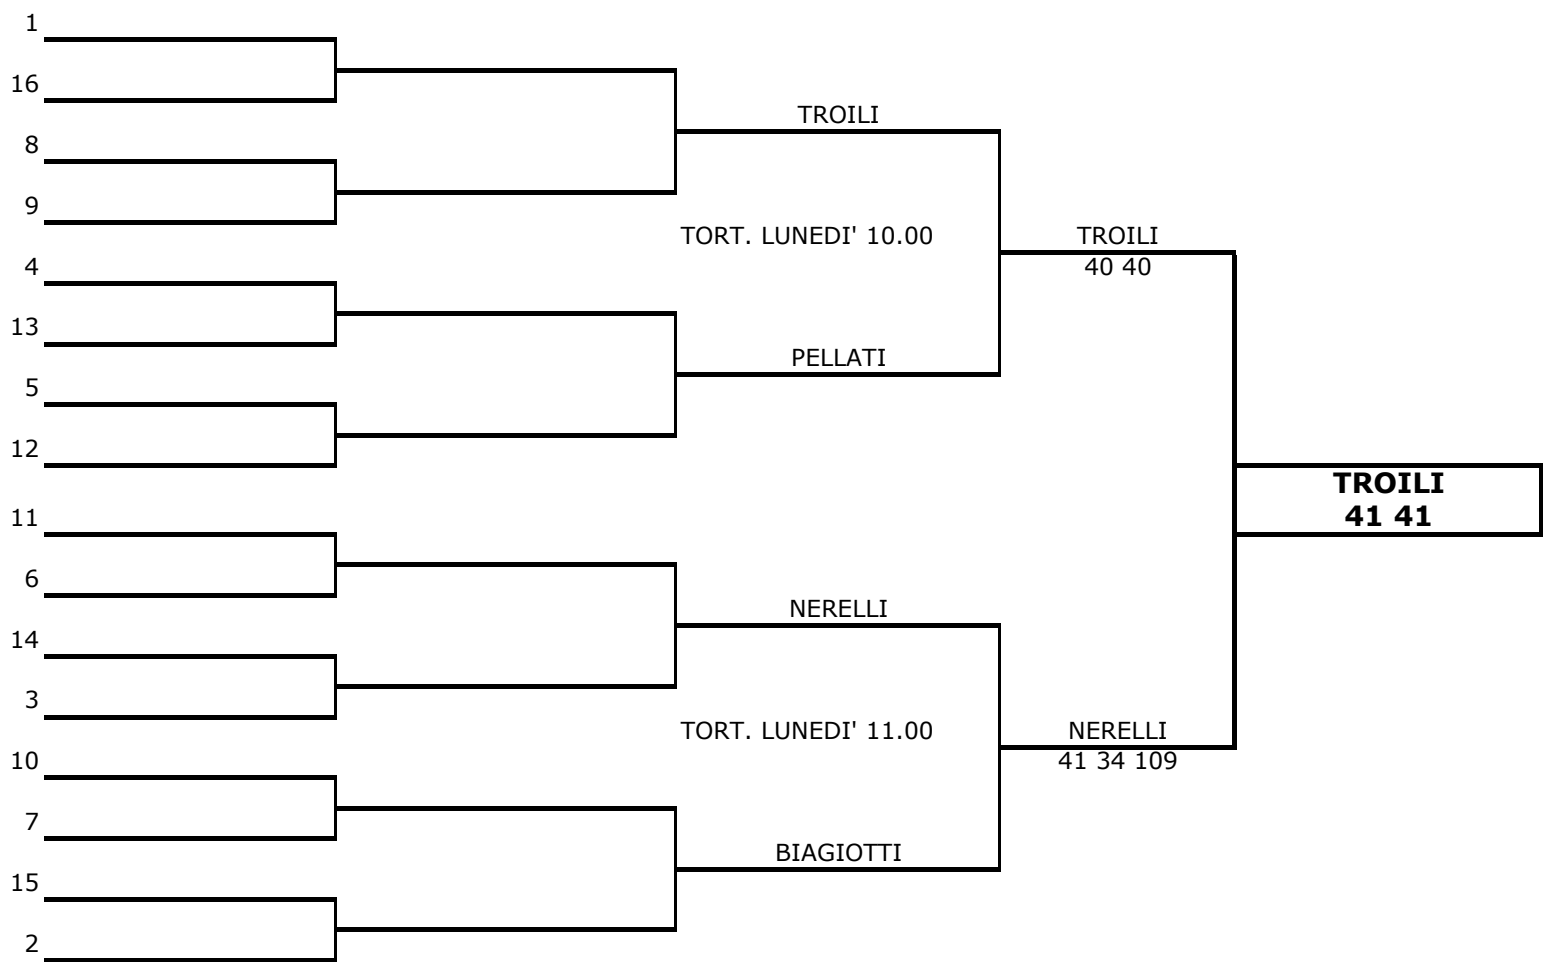 1
16
TROILI
8
9
TORT. LUNEDI' 10.00
TROILI
40 40
4
13
PELLATI
5
12
TROILI
41 41
11
6
NERELLI
14
3
TORT. LUNEDI' 11.00
NERELLI
41 34 109
10
7
BIAGIOTTI
15
2